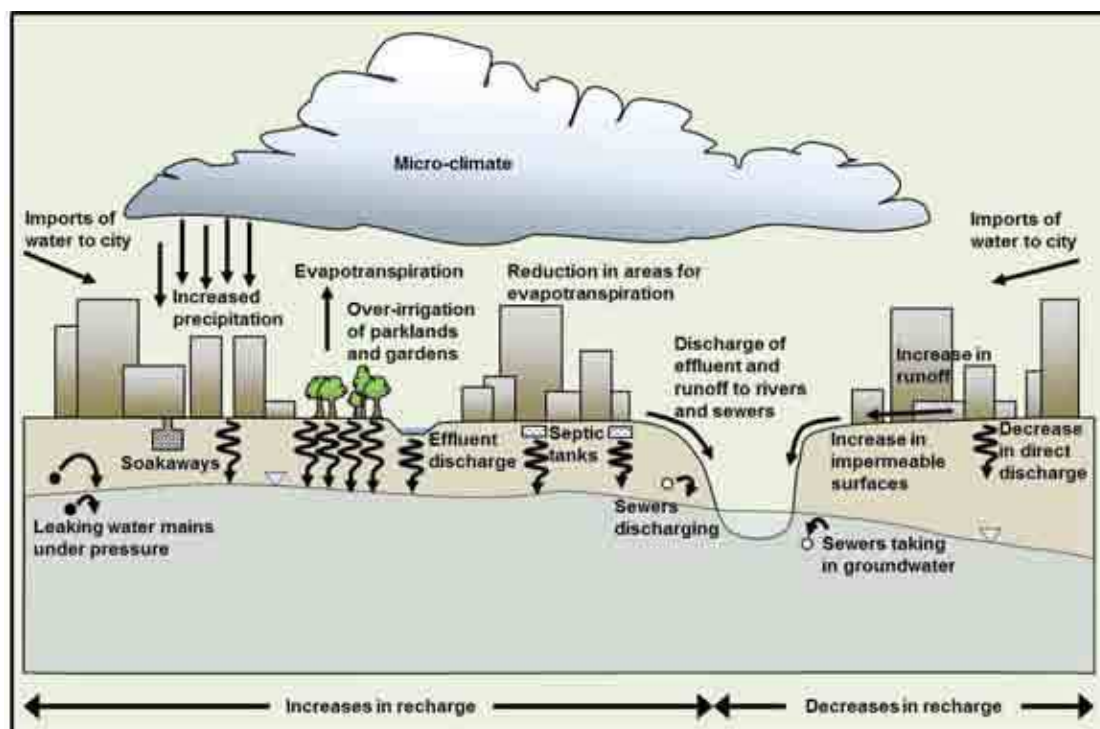 Micro-climate
Imports of
water to city
Imports of
water to city
Increased
precipitation
Evapotranspiration
Over-irrigation
of parklands
and gardens
Reduction in areas for
evapotranspiration
Discharge of
effluent and
runoff to rivers
and sewers
Increase in
runoff
Soakaways
Effluent
discharge
Septic
tanks
Increase in
impermeable
surfaces
Decrease
in direct
discharge
Leaking water mains
under pressure
Sewers
discharging
Sewers taking
in groundwater
Increases in recharge
Decreases in recharge